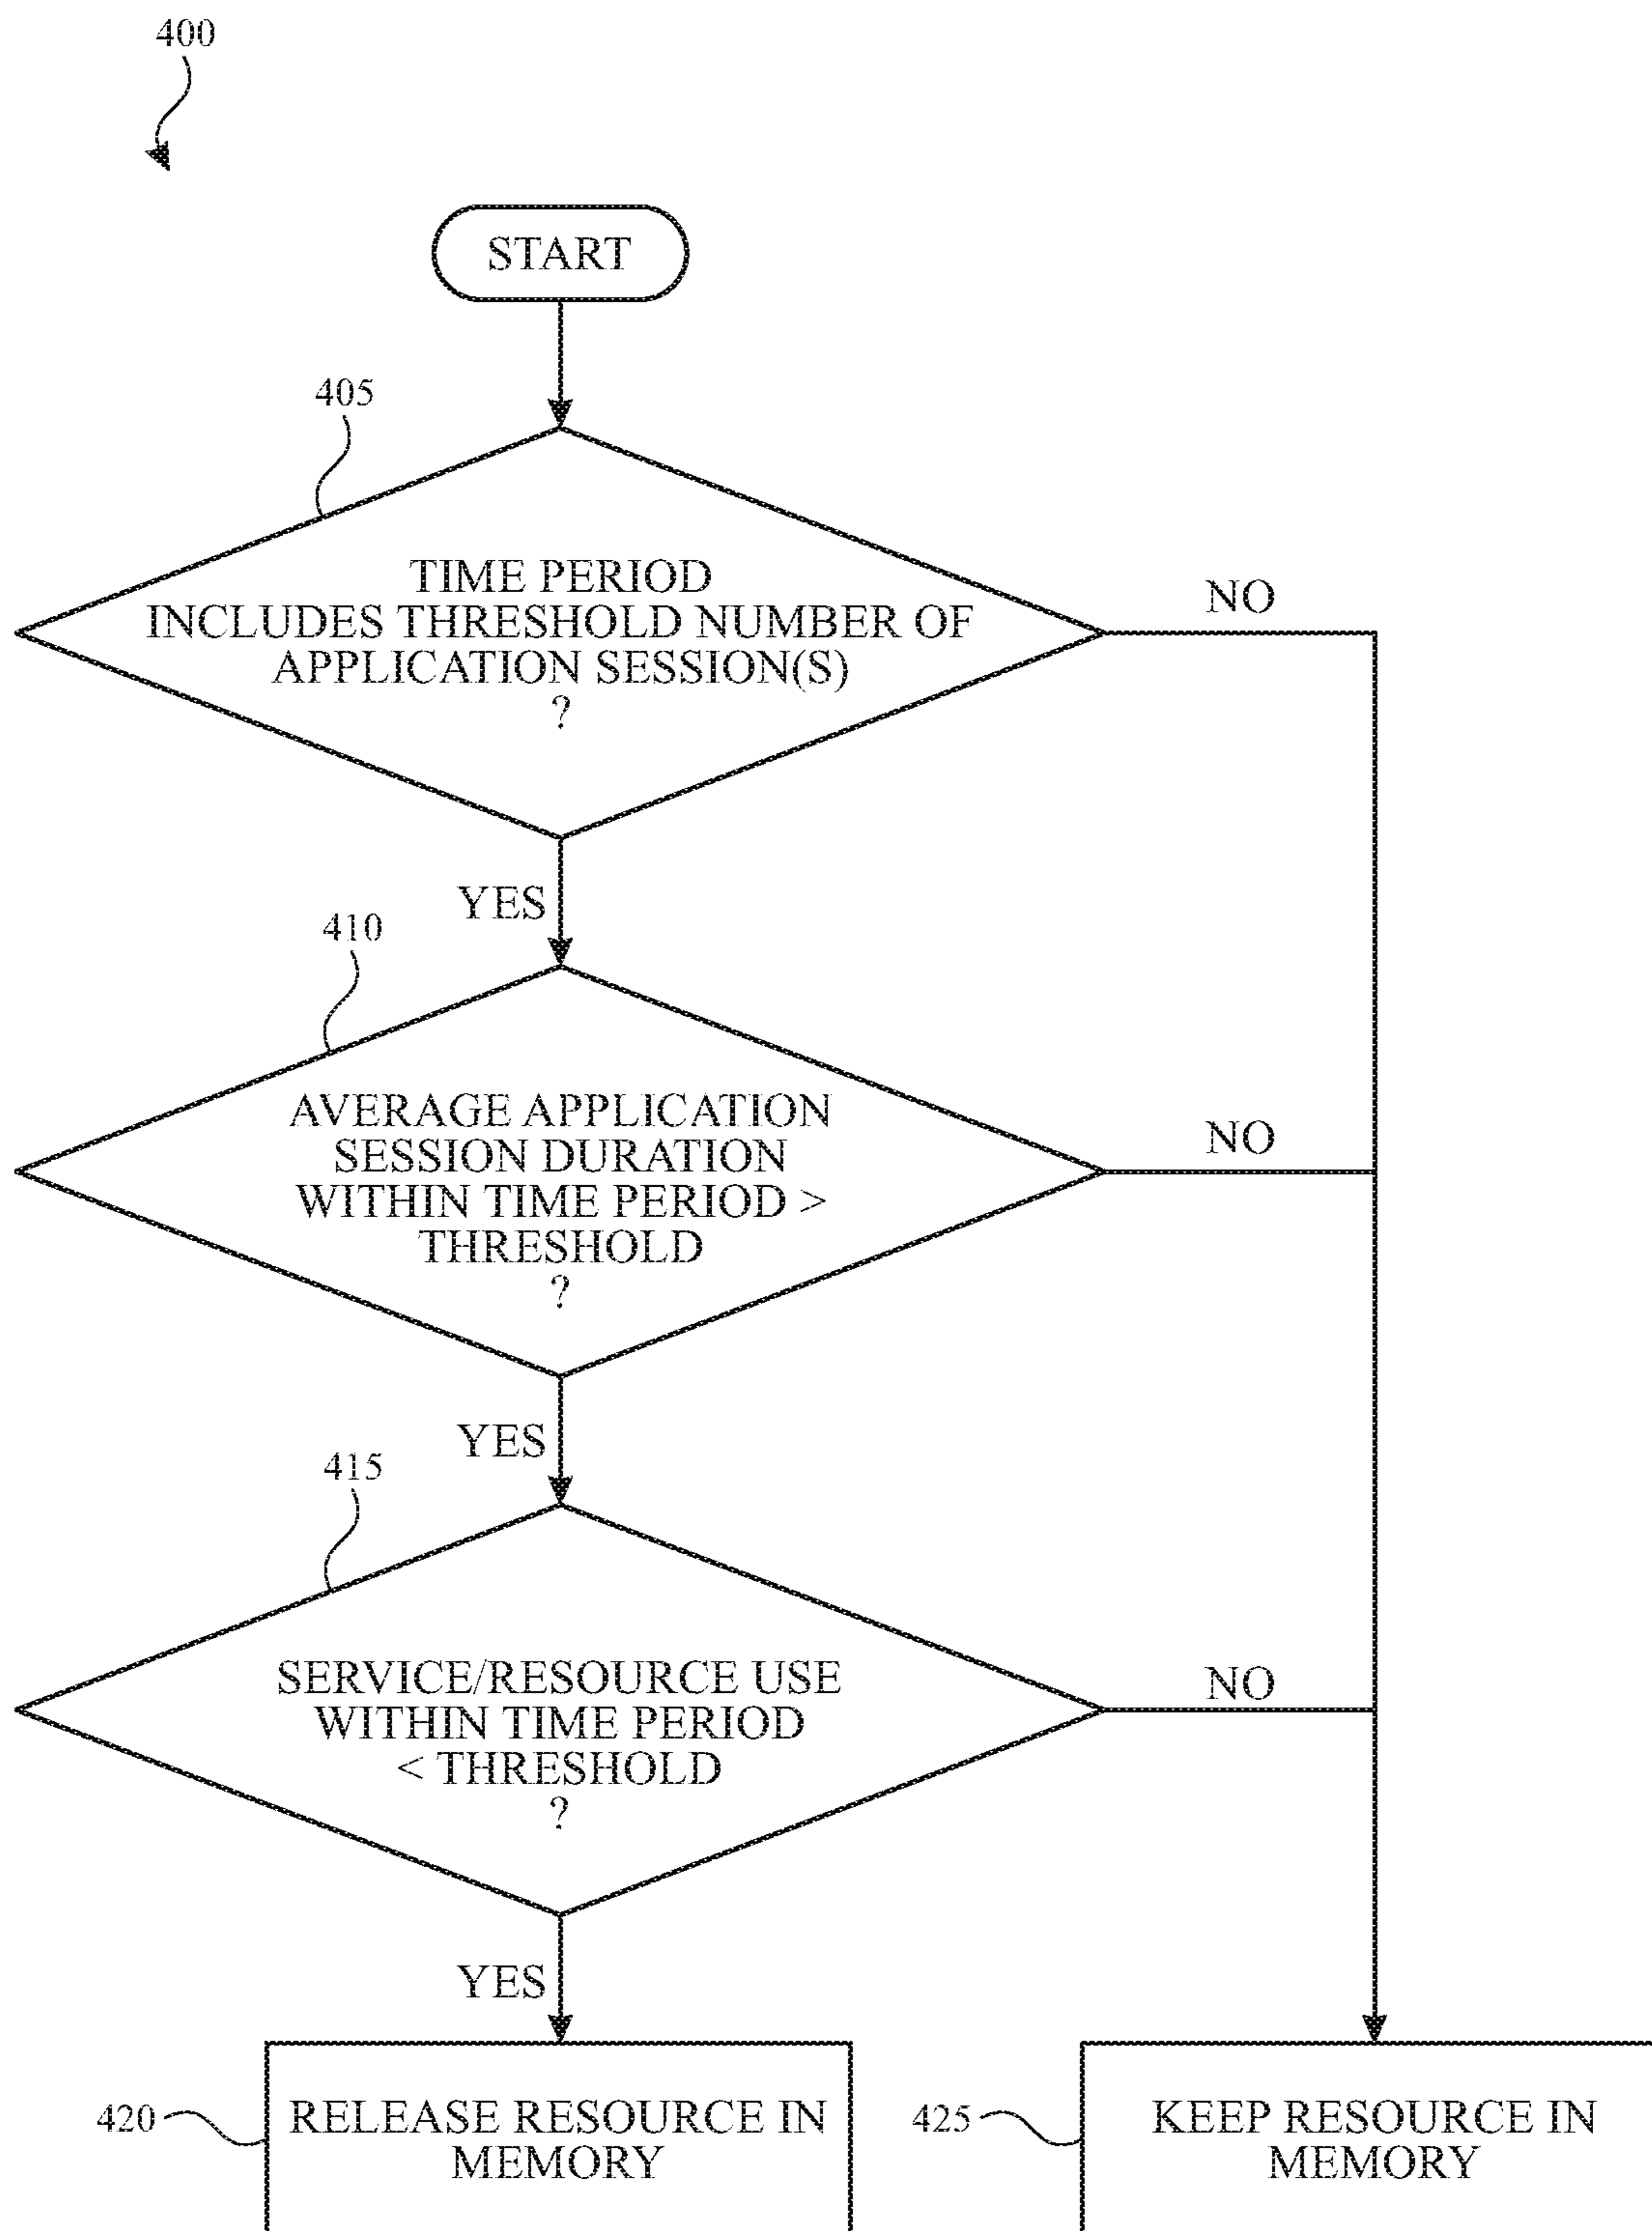 400
START
405
TIME PERIOD
INCLUDES THRESHOLD NUMBER OF
APPLICATION SESSION(S)
?
NO
YES
410
AVERAGE APPLICATION
SESSION DURATION
WITHIN TIME PERIOD >
THRESHOLD
?
NO
YES
415
SERVICE/RESOURCE USE
WITHIN TIME PERIOD
< THRESHOLD
?
NO
YES
420
RELEASE RESOURCE IN
MEMORY
425
KEEP RESOURCE IN
MEMORY